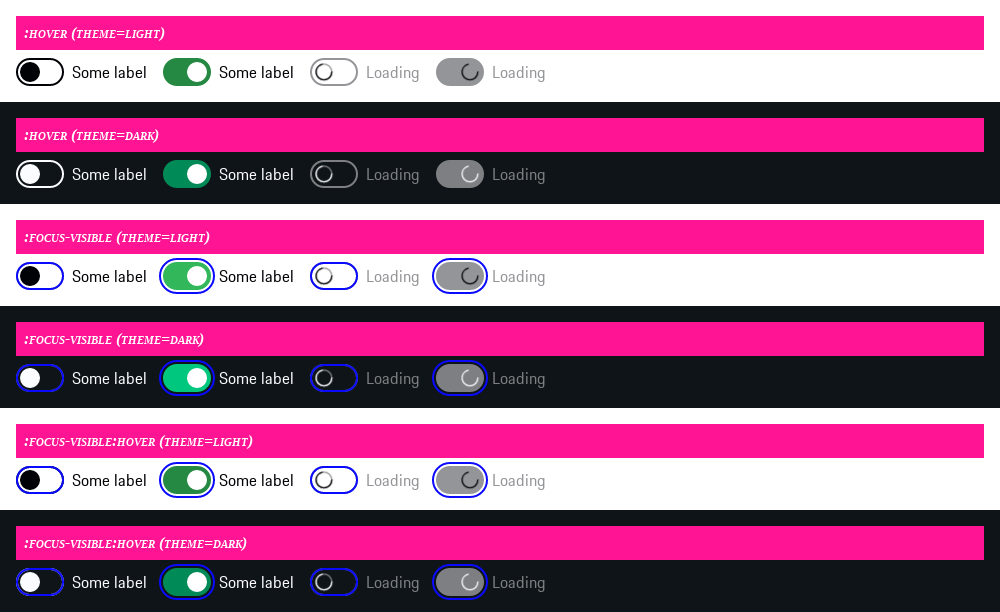 :HOVER (THEME=LIGHT)
Some label Some label Loading Loading
:HOVER (THEME=DARK)
Some label Some label Loading Loading
:FOCUS-VISIBLE (THEME=LIGHT)
Some label Some label Loading Loading
:FOCUS-VISIBLE (THEME=DARK)
Some label Some label Loading Loading
:FOCUS-VISIBLE:HOVER (THEME=LIGHT)
Some label Some label Loading Loading
:FOCUS-VISIBLE:HOVER (THEME=DARK)
Some label Some label Loading Loading